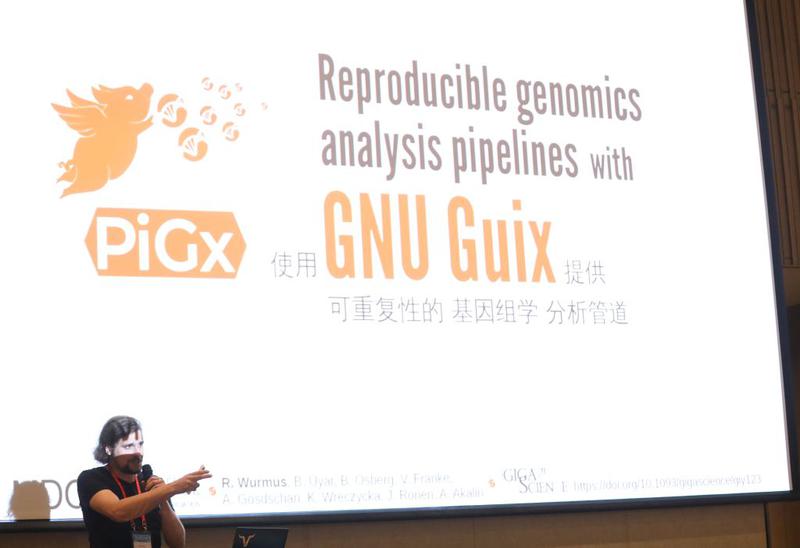 Reproducible genomics
analysis pipelines with
PiGx
使用 GNU Guix 提供
可重复性的 基因组学 分析管道
R. Wurmus, B. Uyar, B. Osberg, V. Franke,
A. Gosdschan, K. Wreczycka, J. Ronen, A. Akalin
GIGA
SCIENCE https://doi.org/10.1093/gigascience/giy123